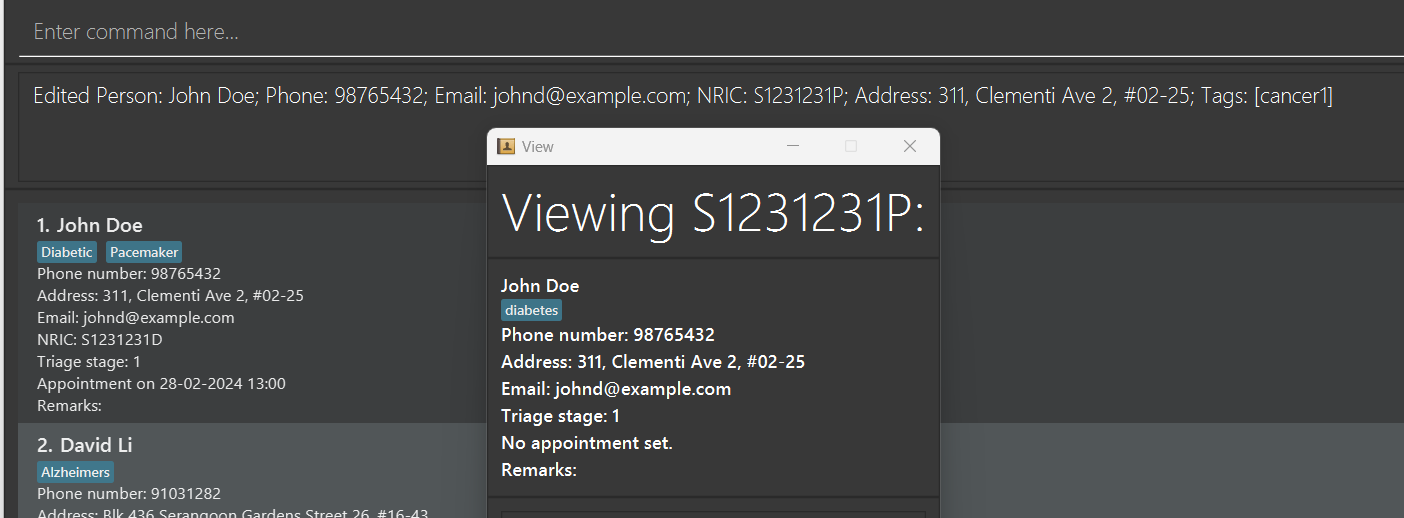 Enter command here...
Edited Person: John Doe; Phone: 98765432; Email: johnd@example.com; NRIC: S1231231P; Address: 311, Clementi Ave 2, #02-25; Tags: [cancer1]
View
Viewing S1231231P:
John Doe
diabetes
Phone number: 98765432
Address: 311, Clementi Ave 2, #02-25
Email: johnd@example.com
Triage stage: 1
No appointment set.
Remarks:
1. John Doe
Diabetic Pacemaker
Phone number: 98765432
Address: 311, Clementi Ave 2, #02-25
Email: johnd@example.com
NRIC: S1231231D
Triage stage: 1
Appointment on 28-02-2024 13:00
Remarks:
2. David Li
Alzheimers
Phone number: 91031282
Address: Blk 436 Serangoon Gardens Street 26, #16-43